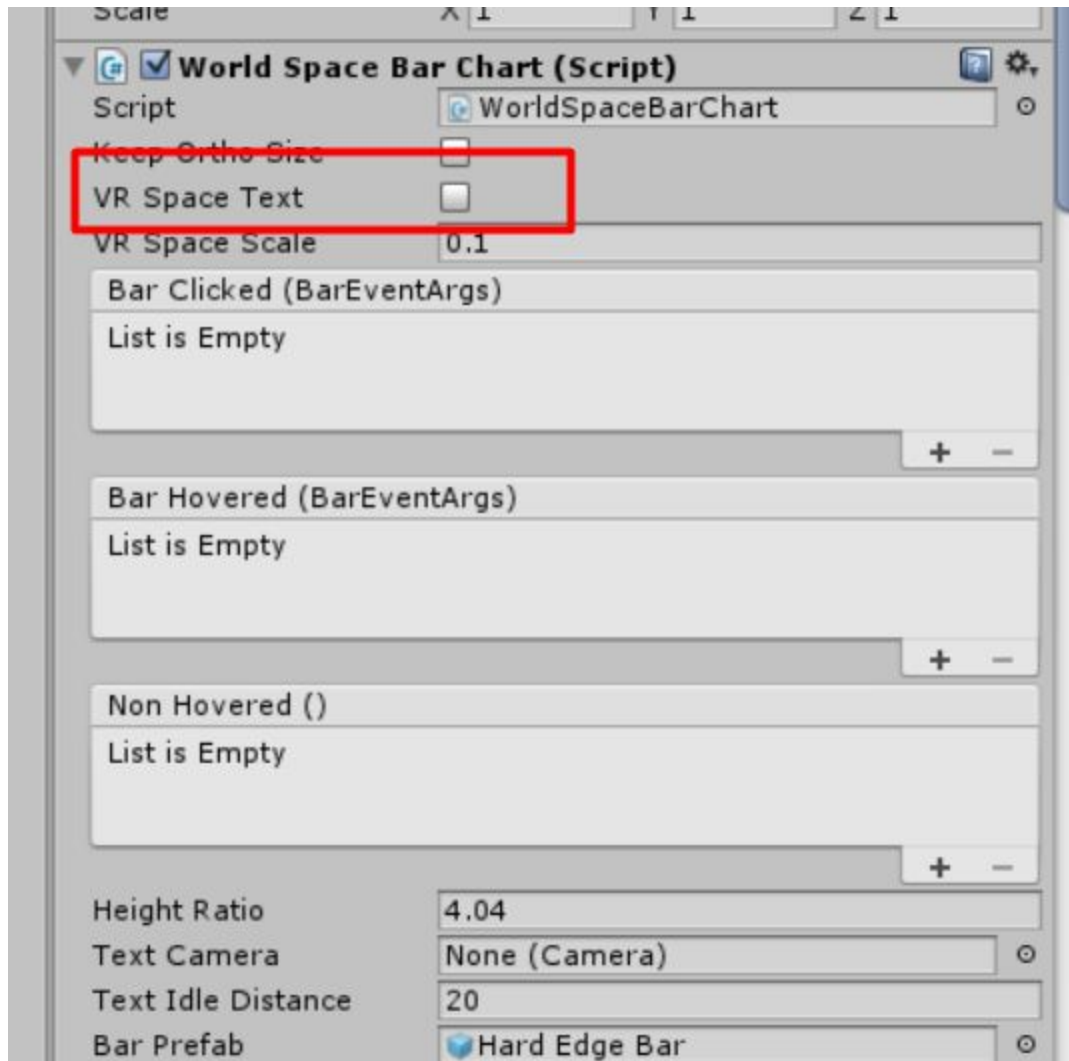 Scale X 1 Y 1 Z 1
World Space Bar Chart (Script)
Script WorldSpaceBarChart
Keep Ortho Size
VR Space Text
VR Space Scale 0.1
Bar Clicked (BarEventArgs)
List is Empty
+ −
Bar Hovered (BarEventArgs)
List is Empty
+ −
Non Hovered ()
List is Empty
+ −
Height Ratio 4.04
Text Camera None (Camera)
Text Idle Distance 20
Bar Prefab Hard Edge Bar